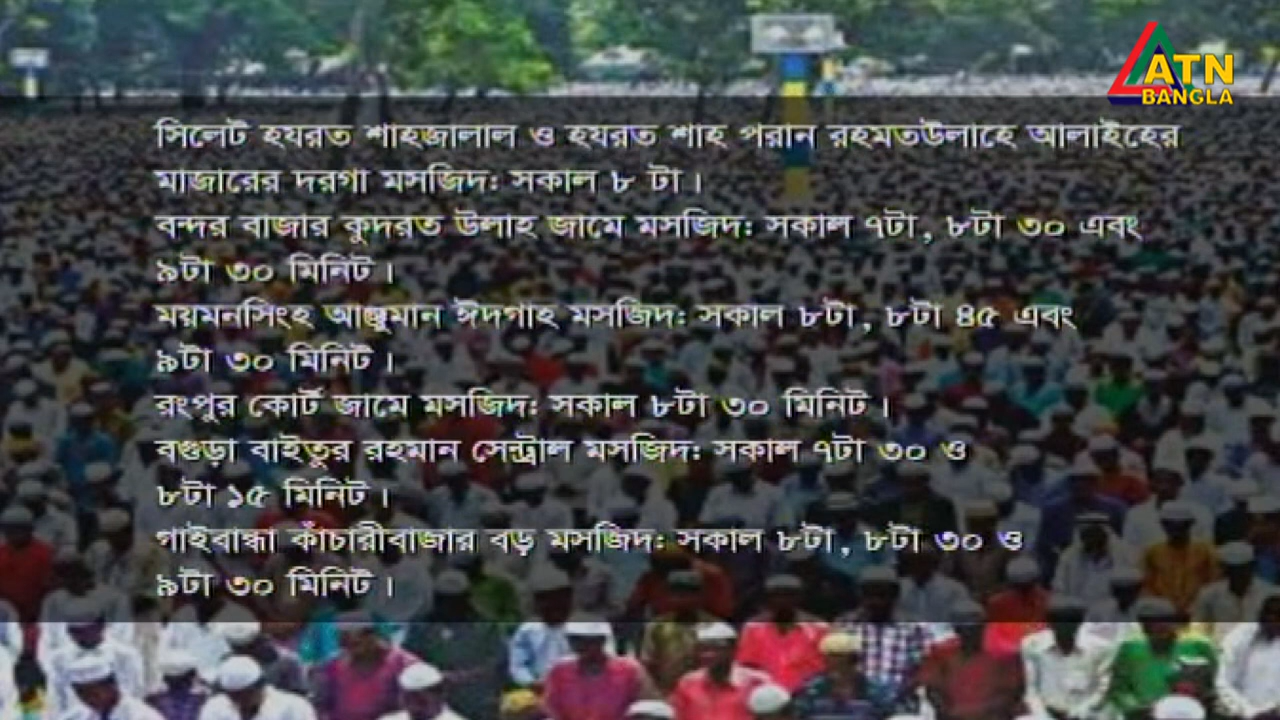 ATN
BANGLA
সিলেট হযরত শাহজালাল ও হযরত শাহ পরান রহমতউলাহে আলাইহের
মাজারের দরগা মসজিদ: সকাল ৮ টা।
বন্দর বাজার কুদরত উলাহ জামে মসজিদ: সকাল ৭টা, ৮টা ৩০ এবং
৯টা ৩০ মিনিট।
ময়মনসিংহ আঞ্জুমান ঈদগাহ মসজিদ: সকাল ৮টা, ৮টা ৪৫ এবং
৯টা ৩০ মিনিট।
রংপুর কোর্ট জামে মসজিদ: সকাল ৮টা ৩০ মিনিট।
বগুড়া বাইতুর রহমান সেন্ট্রাল মসজিদ: সকাল ৭টা ৩০ ও
৮টা ১৫ মিনিট।
গাইবান্ধা কাঁচারীবাজার বড় মসজিদ: সকাল ৮টা, ৮টা ৩০ ও
৯টা ৩০ মিনিট।